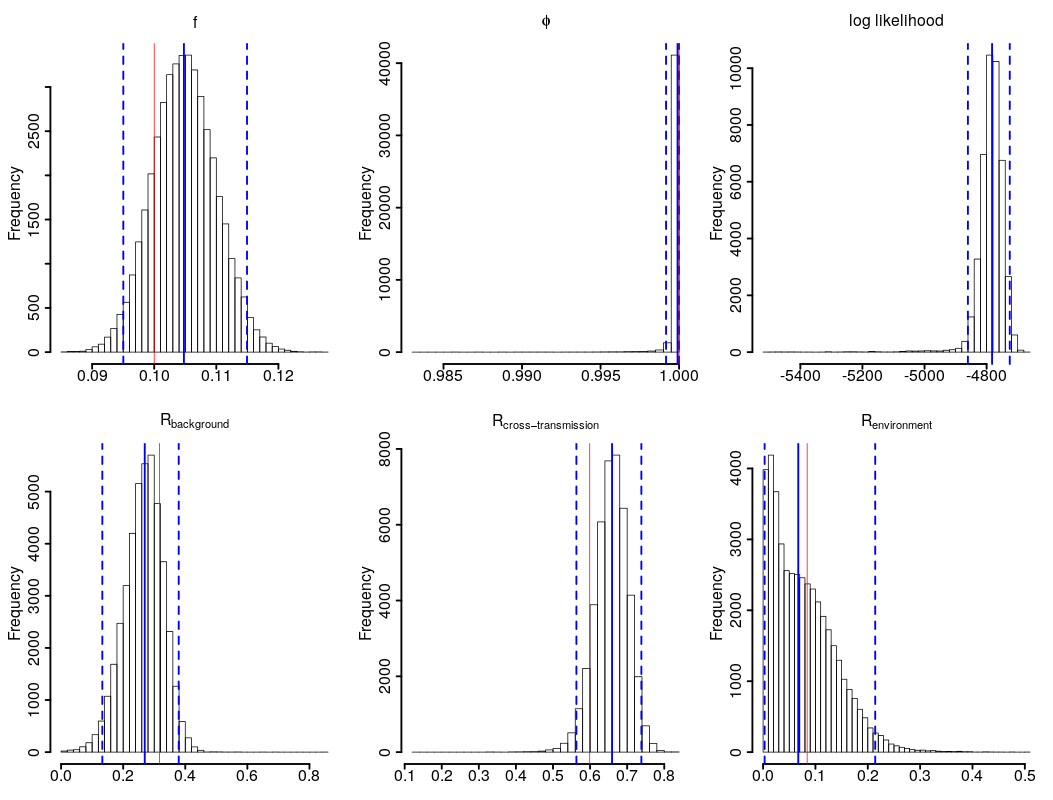 f
Frequency
0 500 1500 2500
0.09 0.10 0.11 0.12
ϕ
Frequency
0 10000 20000 30000 40000
0.985 0.990 0.995 1.000
log likelihood
Frequency
0 2000 4000 6000 8000 10000
-5400 -5200 -5000 -4800
Rbackground
Frequency
0 1000 2000 3000 4000 5000
0.0 0.2 0.4 0.6 0.8
Rcross−transmission
Frequency
0 2000 4000 6000 8000
0.1 0.2 0.3 0.4 0.5 0.6 0.7 0.8
Renvironment
Frequency
0 1000 2000 3000 4000
0.0 0.1 0.2 0.3 0.4 0.5